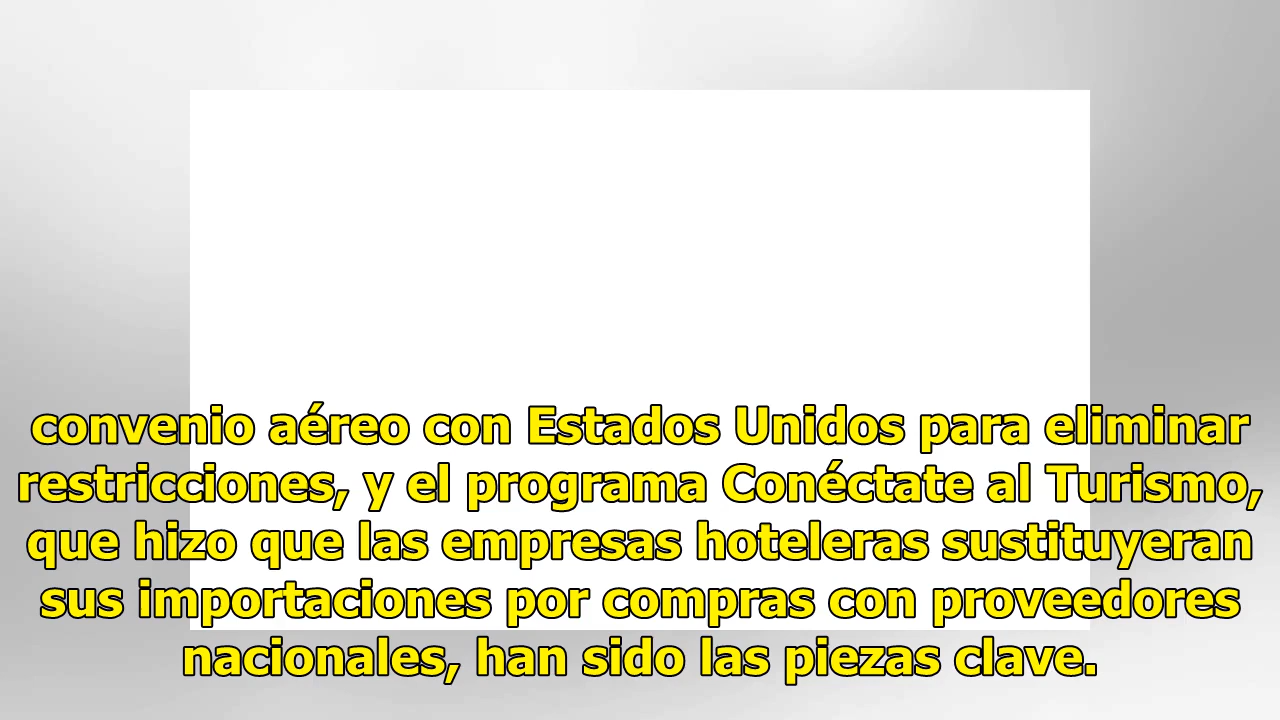 convenio aéreo con Estados Unidos para eliminar
restricciones, y el programa Conéctate al Turismo,
que hizo que las empresas hoteleras sustituyeran
sus importaciones por compras con proveedores
nacionales, han sido las piezas clave.